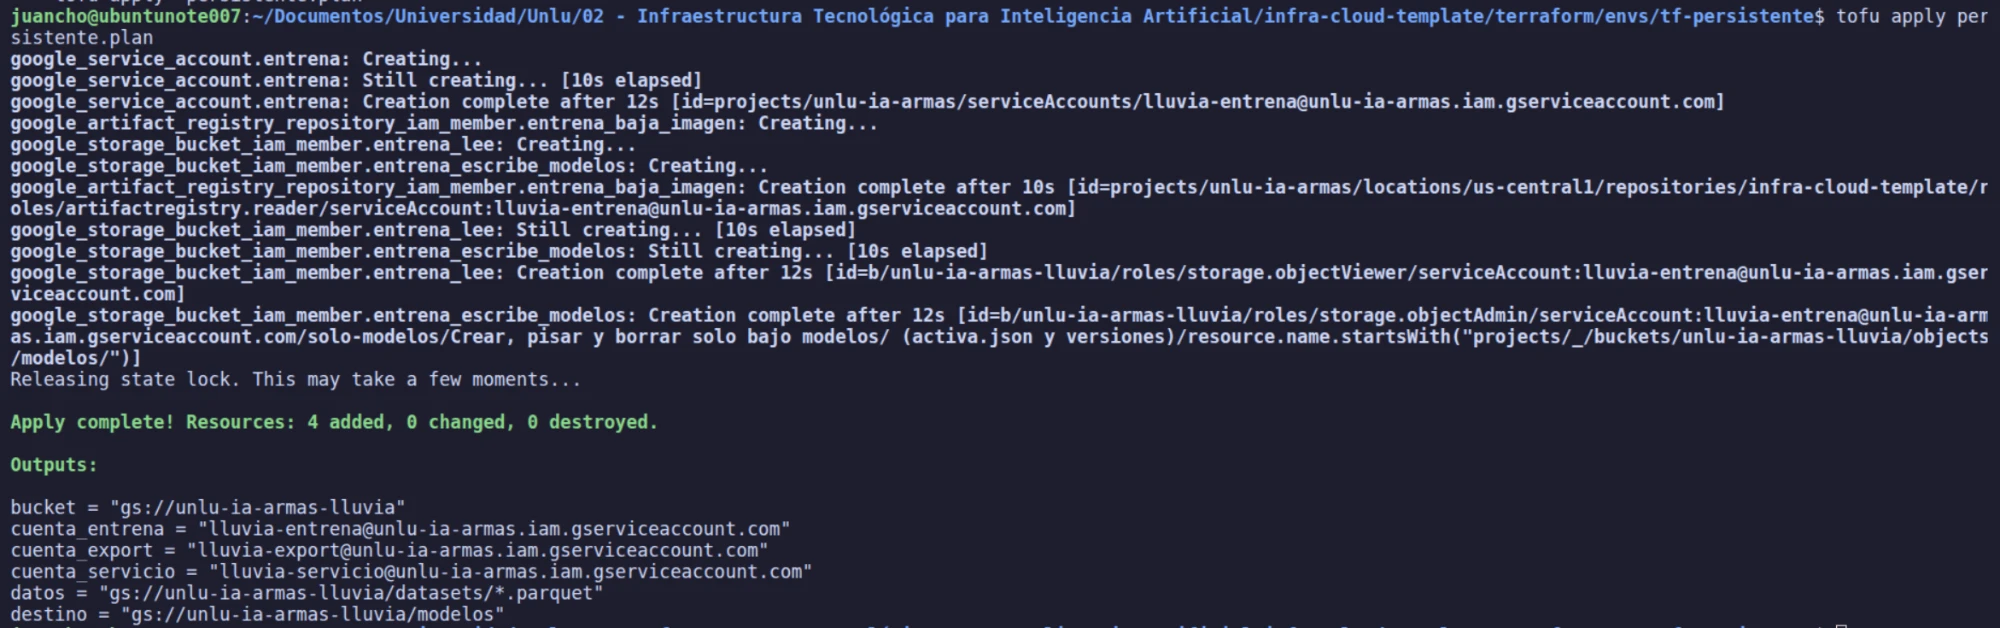 juancho@ubuntunote007:~/Documentos/Universidad/Unlu/02 - Infraestructura Tecnológica para Inteligencia Artificial/infra-cloud-template/terraform/envs/tf-persistente$ tofu apply per
sistente.plan
google_service_account.entrena: Creating...
google_service_account.entrena: Still creating... [10s elapsed]
google_service_account.entrena: Creation complete after 12s [id=projects/unlu-ia-armas/serviceAccounts/lluvia-entrena@unlu-ia-armas.iam.gserviceaccount.com]
google_artifact_registry_repository_iam_member.entrena_baja_imagen: Creating...
google_storage_bucket_iam_member.entrena_lee: Creating...
google_storage_bucket_iam_member.entrena_escribe_modelos: Creating...
google_artifact_registry_repository_iam_member.entrena_baja_imagen: Creation complete after 10s [id=projects/unlu-ia-armas/locations/us-central1/repositories/infra-cloud-template/r
oles/artifactregistry.reader/serviceAccount:lluvia-entrena@unlu-ia-armas.iam.gserviceaccount.com]
google_storage_bucket_iam_member.entrena_lee: Still creating... [10s elapsed]
google_storage_bucket_iam_member.entrena_escribe_modelos: Still creating... [10s elapsed]
google_storage_bucket_iam_member.entrena_lee: Creation complete after 12s [id=b/unlu-ia-armas-lluvia/roles/storage.objectViewer/serviceAccount:lluvia-entrena@unlu-ia-armas.iam.gser
viceaccount.com]
google_storage_bucket_iam_member.entrena_escribe_modelos: Creation complete after 12s [id=b/unlu-ia-armas-lluvia/roles/storage.objectAdmin/serviceAccount:lluvia-entrena@unlu-ia-arm
as.iam.gserviceaccount.com/solo-modelos/Crear, pisar y borrar solo bajo modelos/ (activa.json y versiones)/resource.name.startsWith("projects/_/buckets/unlu-ia-armas-lluvia/objects
/modelos/")]
Releasing state lock. This may take a few moments...
Apply complete! Resources: 4 added, 0 changed, 0 destroyed.
Outputs:
bucket = "gs://unlu-ia-armas-lluvia"
cuenta_entrena = "lluvia-entrena@unlu-ia-armas.iam.gserviceaccount.com"
cuenta_export = "lluvia-export@unlu-ia-armas.iam.gserviceaccount.com"
cuenta_servicio = "lluvia-servicio@unlu-ia-armas.iam.gserviceaccount.com"
datos = "gs://unlu-ia-armas-lluvia/datasets/*.parquet"
destino = "gs://unlu-ia-armas-lluvia/modelos"